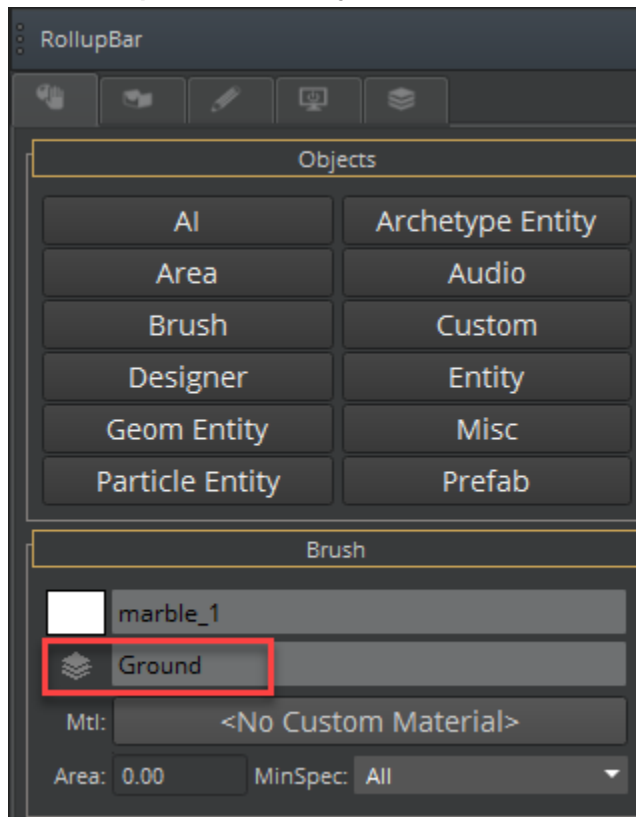 RollupBar
Objects
AI Archetype Entity
Area Audio
Brush Custom
Designer Entity
Geom Entity Misc
Particle Entity Prefab
Brush
marble_1
Ground
Mtl: <No Custom Material>
Area: 0.00 MinSpec: All